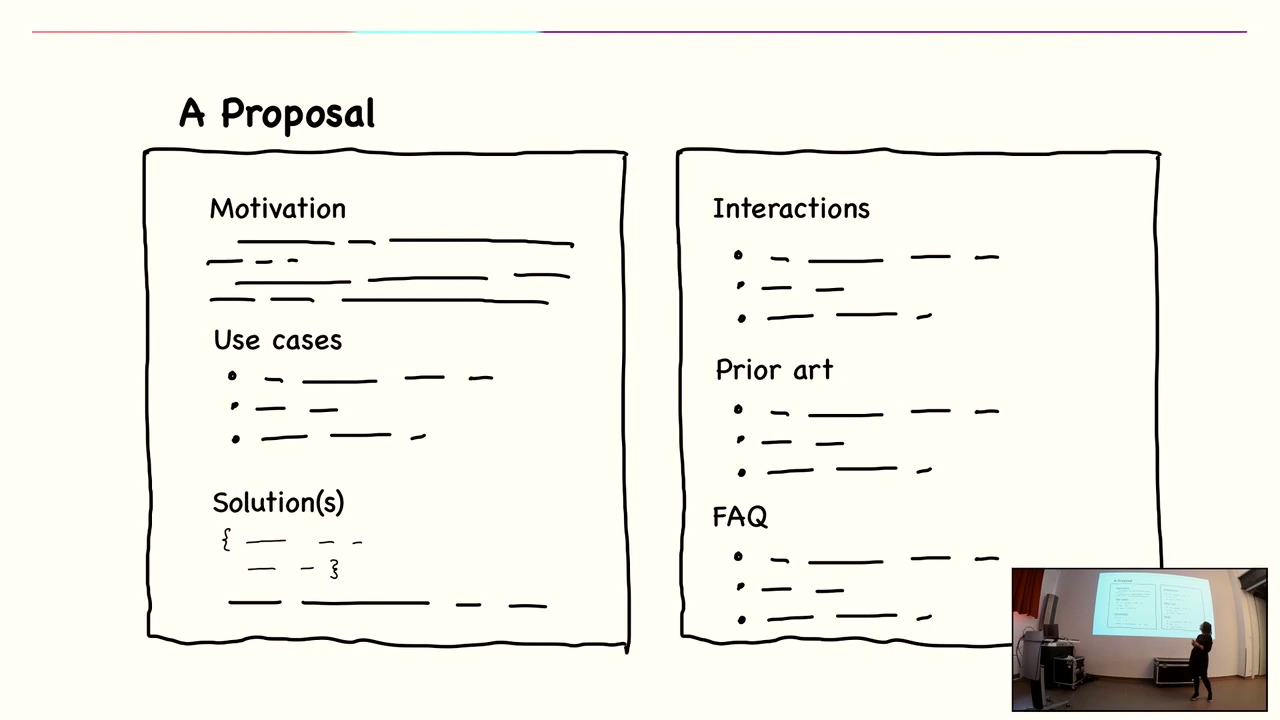 A Proposal
Motivation
Use cases
Solution(s)
{
}
Interactions
Prior art
FAQ